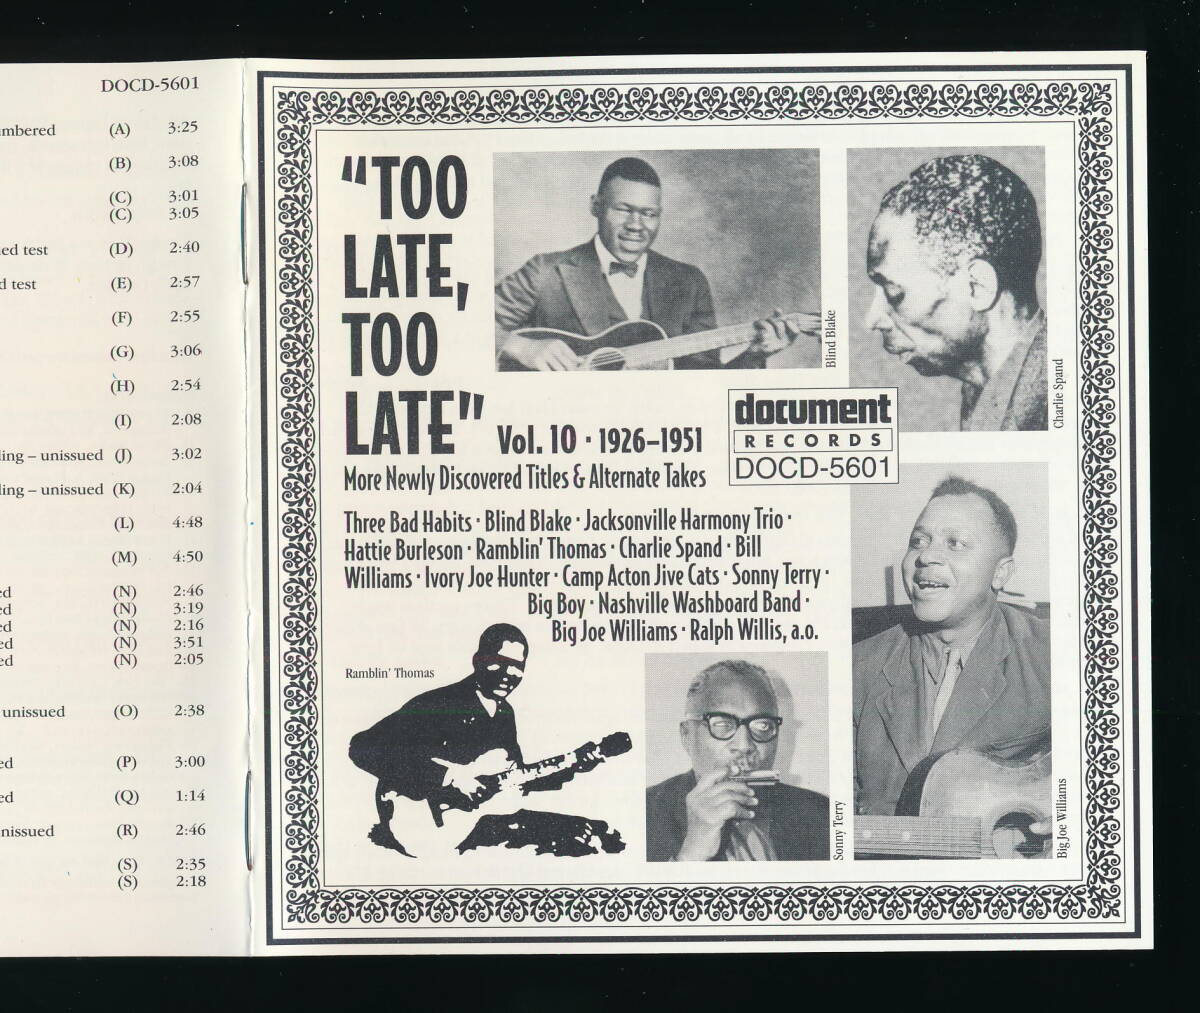 DOCD-5601
mbered (A) 3:25
(B) 3:08
(C) 3:01
(C) 3:05
ed test (D) 2:40
d test (E) 2:57
(F) 2:55
(G) 3:06
(H) 2:54
(I) 2:08
ling – unissued (J) 3:02
ling – unissued (K) 2:04
(L) 4:48
(M) 4:50
ed (N) 2:46
ed (N) 3:19
ed (N) 2:16
ed (N) 3:51
ed (N) 2:05
unissued (O) 2:38
ed (P) 3:00
ed (Q) 1:14
nissued (R) 2:46
(S) 2:35
(S) 2:18
"TOO
LATE,
TOO
LATE"
Vol. 10 · 1926–1951
More Newly Discovered Titles & Alternate Takes
Blind Blake
Charlie Spand
document
RECORDS
DOCD-5601
Three Bad Habits · Blind Blake · Jacksonville Harmony Trio ·
Hattie Burleson · Ramblin' Thomas · Charlie Spand · Bill
Williams · Ivory Joe Hunter · Camp Acton Jive Cats · Sonny Terry ·
Big Boy · Nashville Washboard Band ·
Big Joe Williams · Ralph Willis, a.o.
Ramblin' Thomas
Sonny Terry
Big Joe Williams